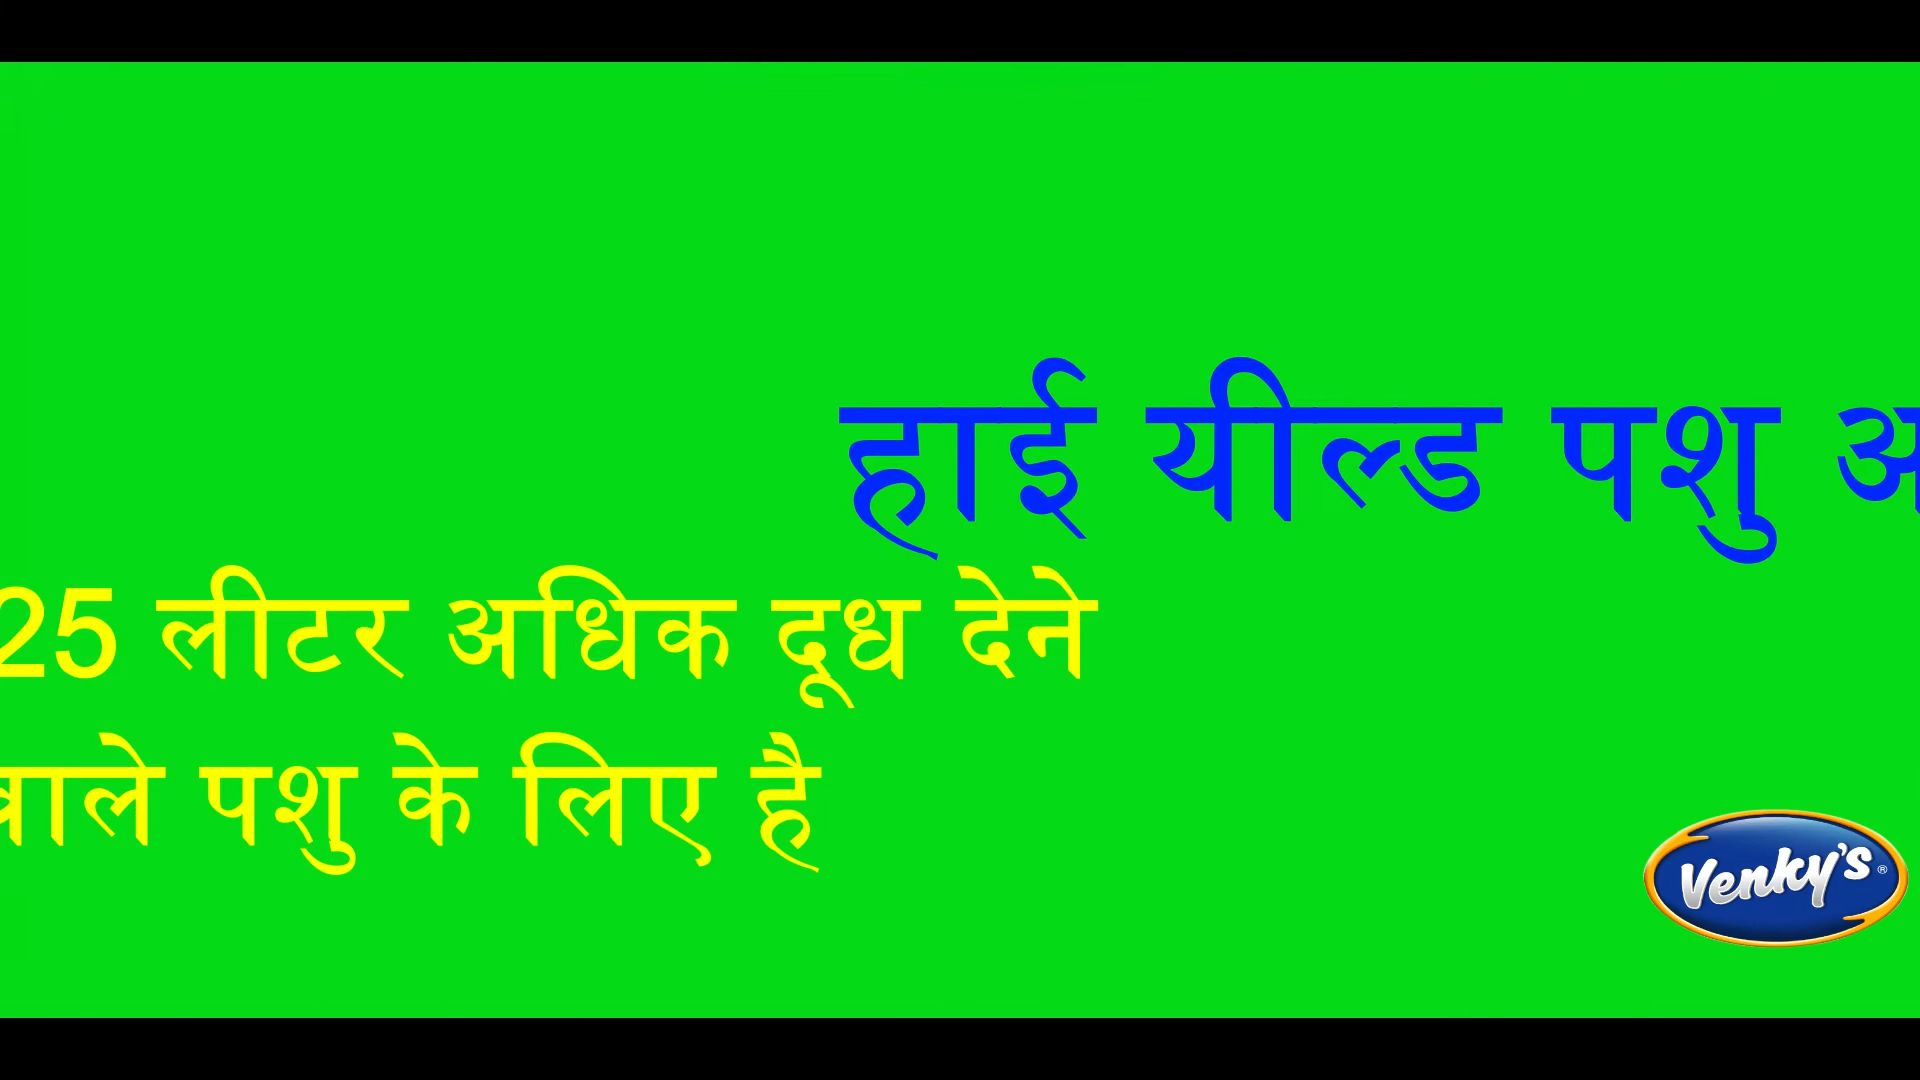 हाई यील्ड पशु
25 लीटर अधिक दूध देने
वाले पशु के लिए है
Venky's®